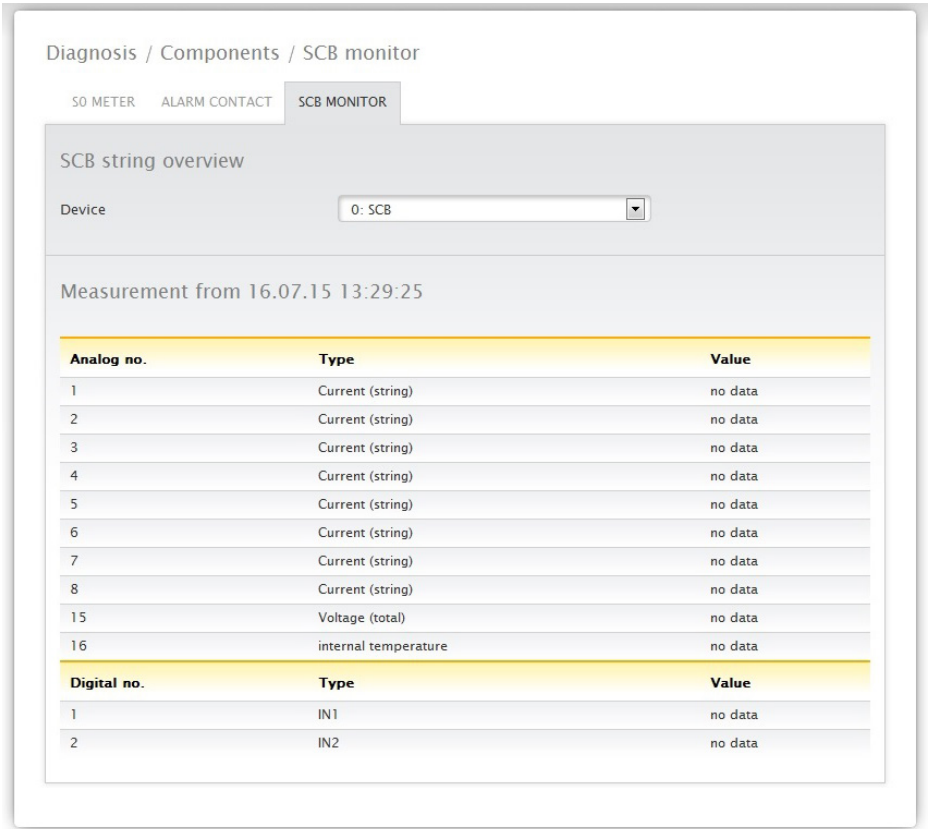 Diagnosis / Components / SCB monitor
S0 METER ALARM CONTACT SCB MONITOR
SCB string overview
Device 0: SCB
Measurement from 16.07.15 13:29:25
Analog no. Type Value
1 Current (string) no data
2 Current (string) no data
3 Current (string) no data
4 Current (string) no data
5 Current (string) no data
6 Current (string) no data
7 Current (string) no data
8 Current (string) no data
15 Voltage (total) no data
16 internal temperature no data
Digital no. Type Value
1 IN1 no data
2 IN2 no data